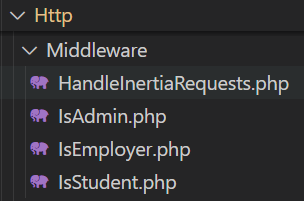 Http
Middleware
HandleInertiaRequests.php
IsAdmin.php
IsEmployer.php
IsStudent.php